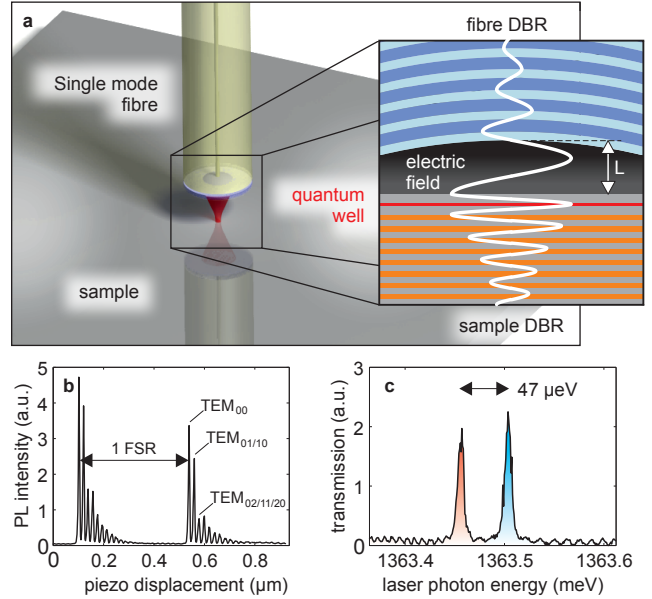 a
fibre DBR
Single mode
fibre
electric
field
L
quantum
well
sample
sample DBR
b
PL intensity (a.u.)
5
4
3
2
1
0
TEM00
TEM01/10
1 FSR
TEM02/11/20
0 0.2 0.4 0.6 0.8
piezo displacement (µm)
c
transmission (a.u.)
3
2
1
0
47 µeV
1363.4 1363.5 1363.6
laser photon energy (meV)